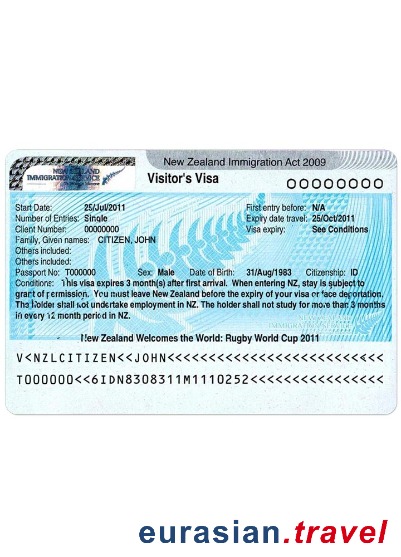 New Zealand Immigration Act 2009
NEW ZEALAND
IMMIGRATION SERVICE
Visitor's Visa
00000000
Start Date: 25/Jul/2011 First entry before: N/A
Number of Entries: Single Expiry date travel: 25/Oct/2011
Client Number: 00000000 Visa expiry: See Conditions
Family, Given names: CITIZEN, JOHN
Others included:
Others included:
Passport No: T000000 Sex: Male Date of Birth: 31/Aug/1983 Citizenship: ID
Conditions: This visa expires 3 month(s) after first arrival. When entering NZ, stay is subject to
grant of permission. You must leave New Zealand before the expiry of your visa or face deportation.
The holder shall not undertake employment in NZ. The holder shall not study for more than 3 months
in every 12 month period in NZ.
New Zealand Welcomes the World: Rugby World Cup 2011
V<NZLCITIZEN<<JOHN<<<<<<<<<<<<<<<<<<<<<<<<<<
T000000<<6IDN8308311M1110252<<<<<<<<<<<<<<<<
eurasian.travel